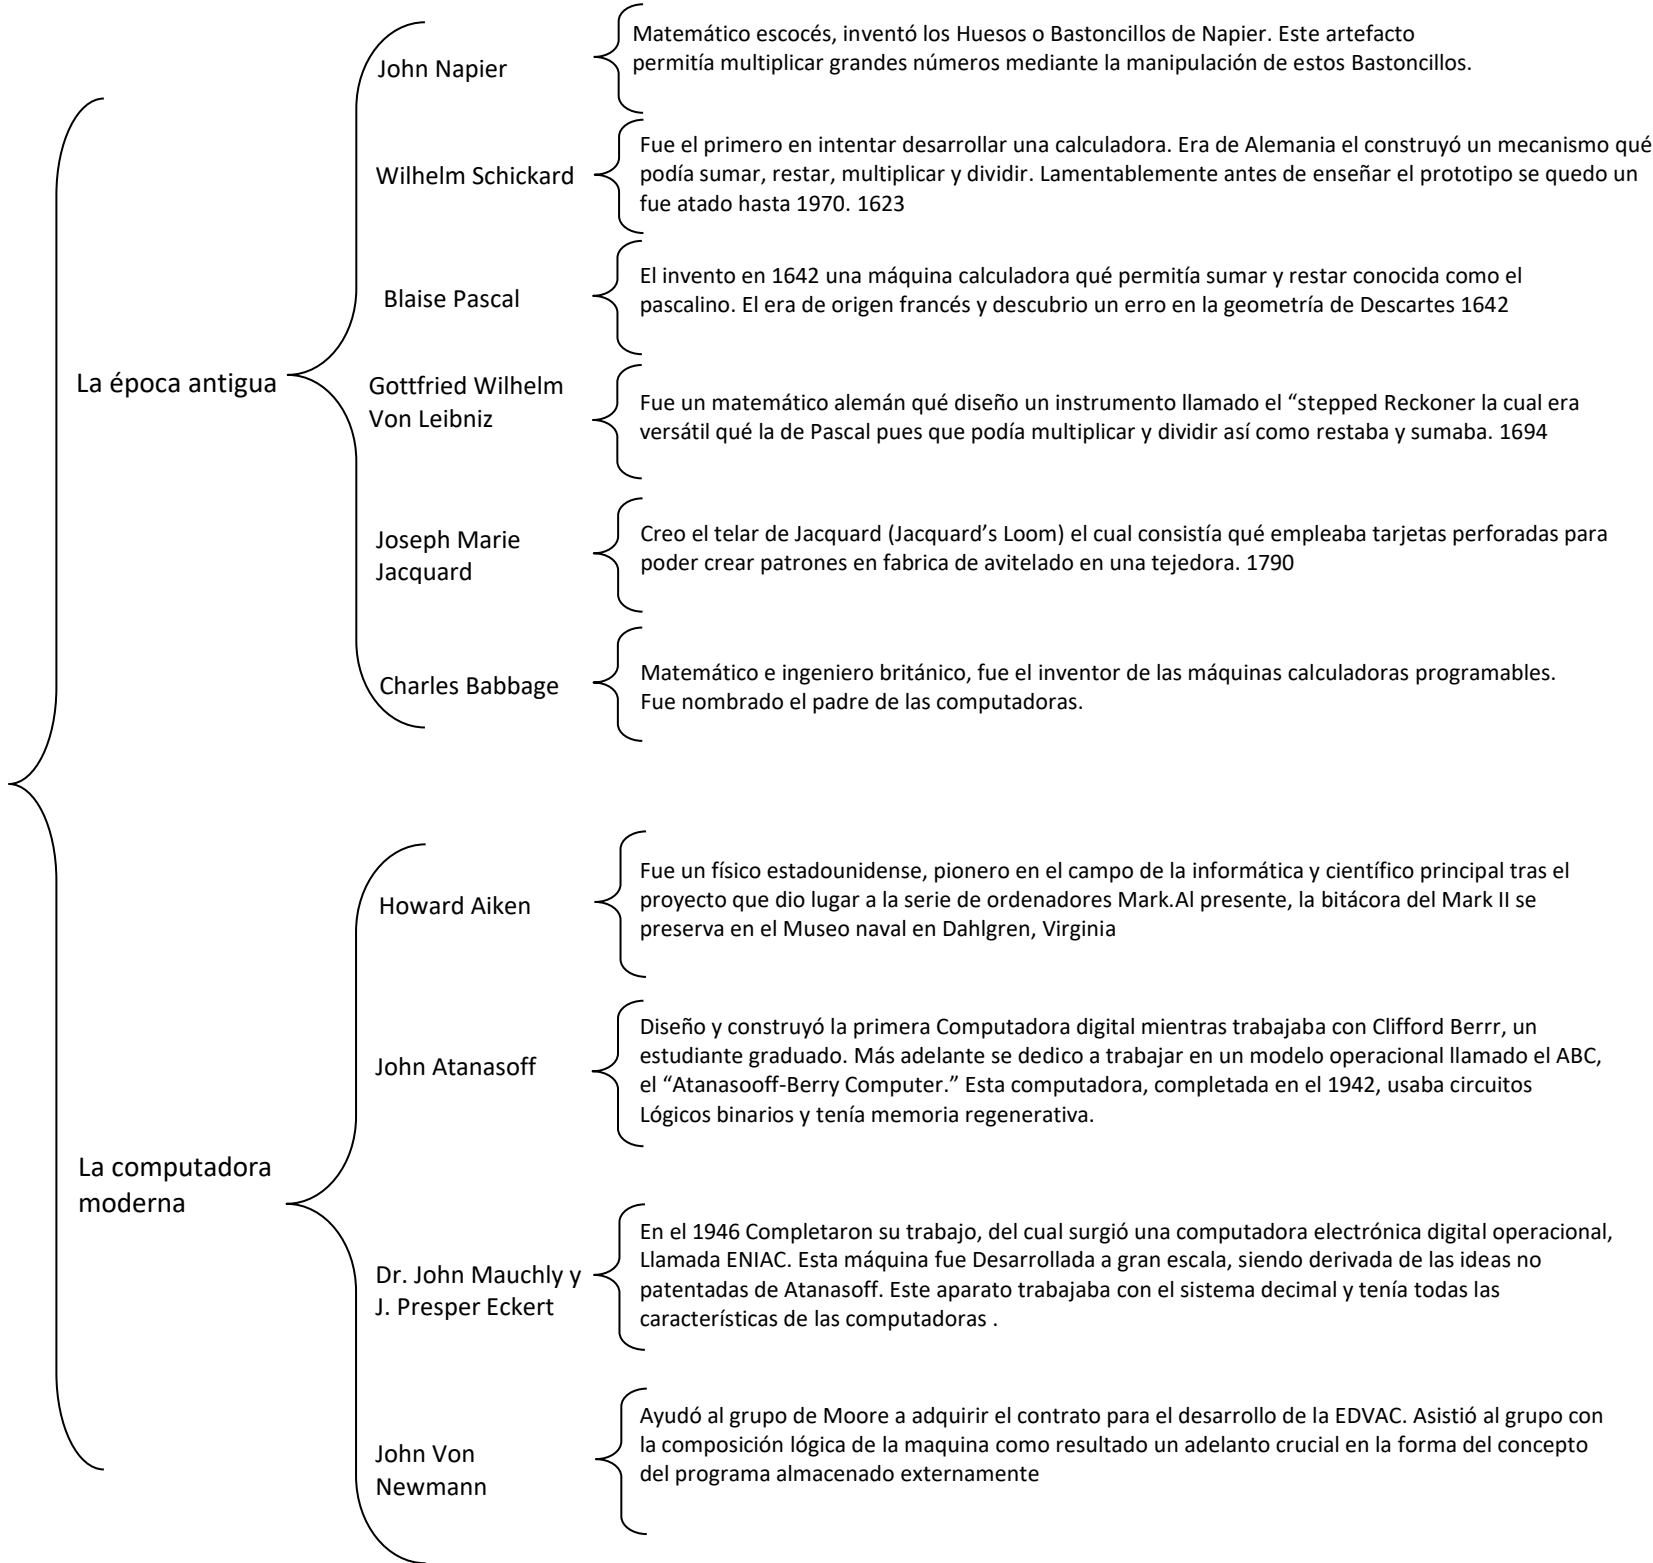 La época antigua
John Napier
Matemático escocés, inventó los Huesos o Bastoncillos de Napier. Este artefacto
permitía multiplicar grandes números mediante la manipulación de estos Bastoncillos.
Wilhelm Schickard
Fue el primero en intentar desarrollar una calculadora. Era de Alemania el construyó un mecanismo qué
podía sumar, restar, multiplicar y dividir. Lamentablemente antes de enseñar el prototipo se quedo un
fue atado hasta 1970. 1623
Blaise Pascal
El invento en 1642 una máquina calculadora qué permitía sumar y restar conocida como el
pascalino. El era de origen francés y descubrio un erro en la geometría de Descartes 1642
Gottfried Wilhelm
Von Leibniz
Fue un matemático alemán qué diseño un instrumento llamado el “stepped Reckoner la cual era
versátil qué la de Pascal pues que podía multiplicar y dividir así como restaba y sumaba. 1694
Joseph Marie
Jacquard
Creo el telar de Jacquard (Jacquard’s Loom) el cual consistía qué empleaba tarjetas perforadas para
poder crear patrones en fabrica de avitelado en una tejedora. 1790
Charles Babbage
Matemático e ingeniero británico, fue el inventor de las máquinas calculadoras programables.
Fue nombrado el padre de las computadoras.
La computadora
moderna
Howard Aiken
Fue un físico estadounidense, pionero en el campo de la informática y científico principal tras el
proyecto que dio lugar a la serie de ordenadores Mark.Al presente, la bitácora del Mark II se
preserva en el Museo naval en Dahlgren, Virginia
John Atanasoff
Diseño y construyó la primera Computadora digital mientras trabajaba con Clifford Berrr, un
estudiante graduado. Más adelante se dedico a trabajar en un modelo operacional llamado el ABC,
el “Atanasooff-Berry Computer.” Esta computadora, completada en el 1942, usaba circuitos
Lógicos binarios y tenía memoria regenerativa.
Dr. John Mauchly y
J. Presper Eckert
En el 1946 Completaron su trabajo, del cual surgió una computadora electrónica digital operacional,
Llamada ENIAC. Esta máquina fue Desarrollada a gran escala, siendo derivada de las ideas no
patentadas de Atanasoff. Este aparato trabajaba con el sistema decimal y tenía todas las
características de las computadoras .
John Von
Newmann
Ayudó al grupo de Moore a adquirir el contrato para el desarrollo de la EDVAC. Asistió al grupo con
la composición lógica de la maquina como resultado un adelanto crucial en la forma del concepto
del programa almacenado externamente